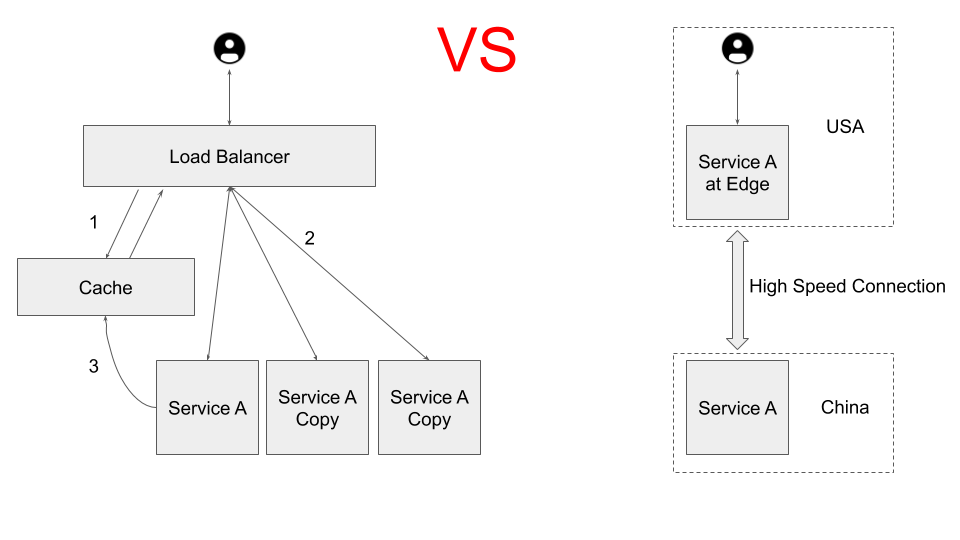 VS
Load Balancer
1
2
Cache
3
Service A
Service A
Copy
Service A
Copy
USA
Service A
at Edge
High Speed Connection
Service A
China